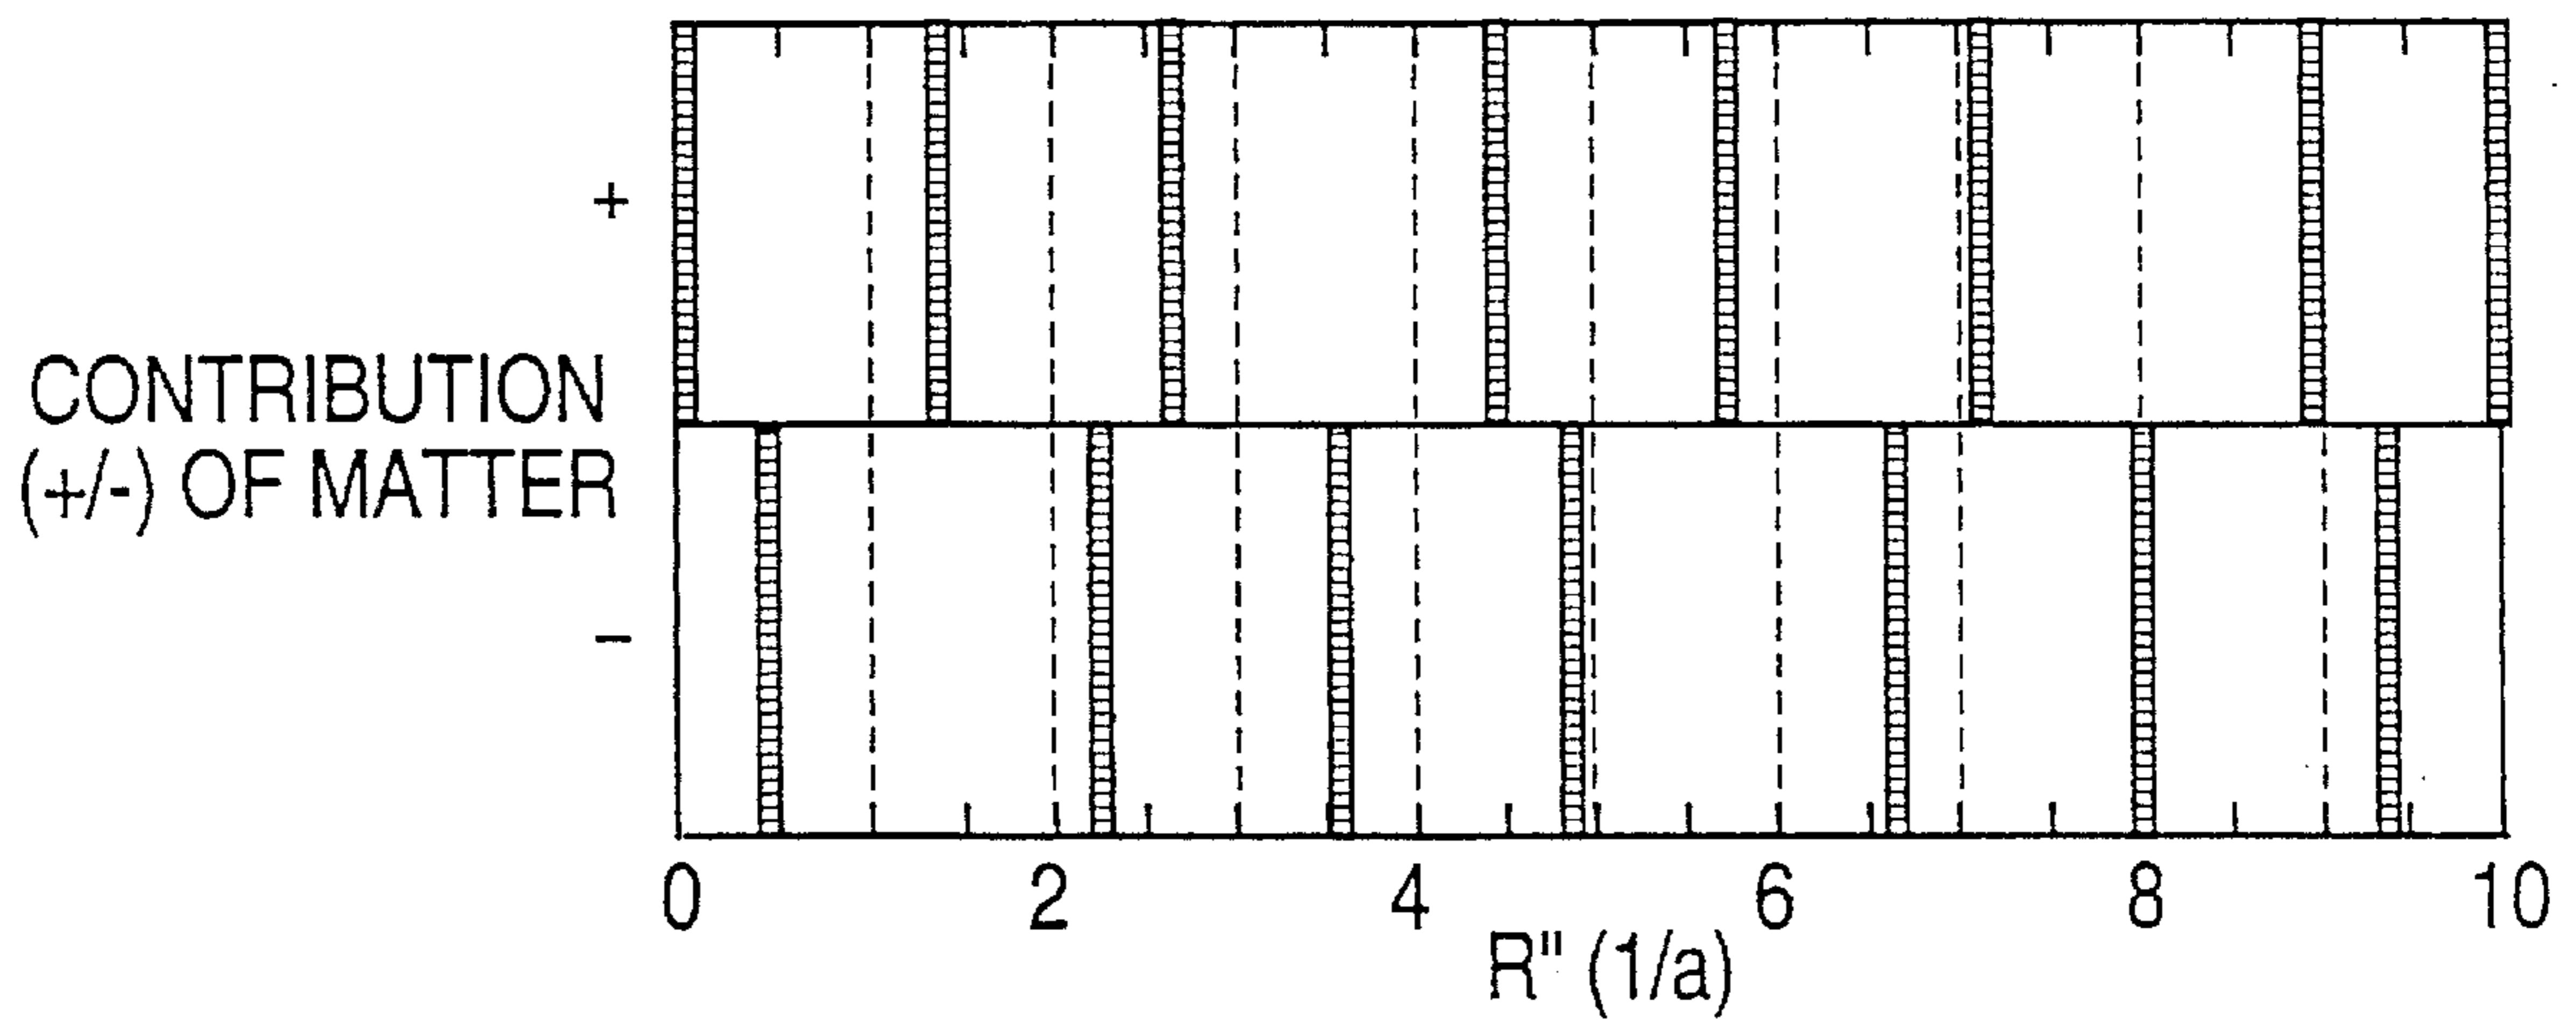 +
CONTRIBUTION
(+/-) OF MATTER
−
0 2 4 6 8 10
R" (1/a)